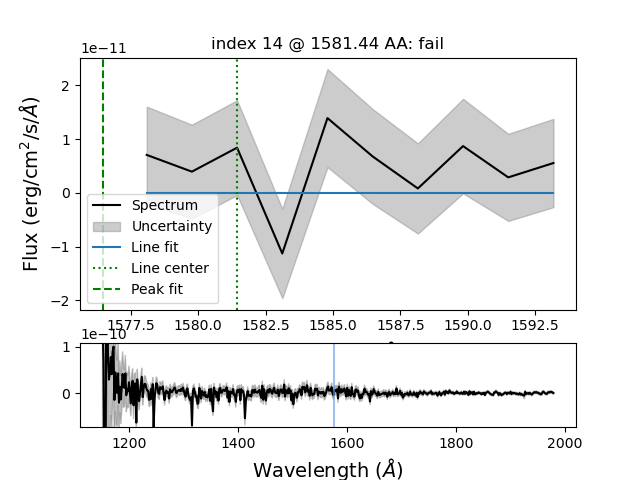 index 14 @ 1581.44 AA: fail
1e−11
2
1
0
−1
−2
Flux (erg/cm²/s/Å)
Spectrum
Uncertainty
Line fit
Line center
Peak fit
1577.5 1580.0 1582.5 1585.0 1587.5 1590.0 1592.5
1e−10
1
0
1200 1400 1600 1800 2000
Wavelength (Å)